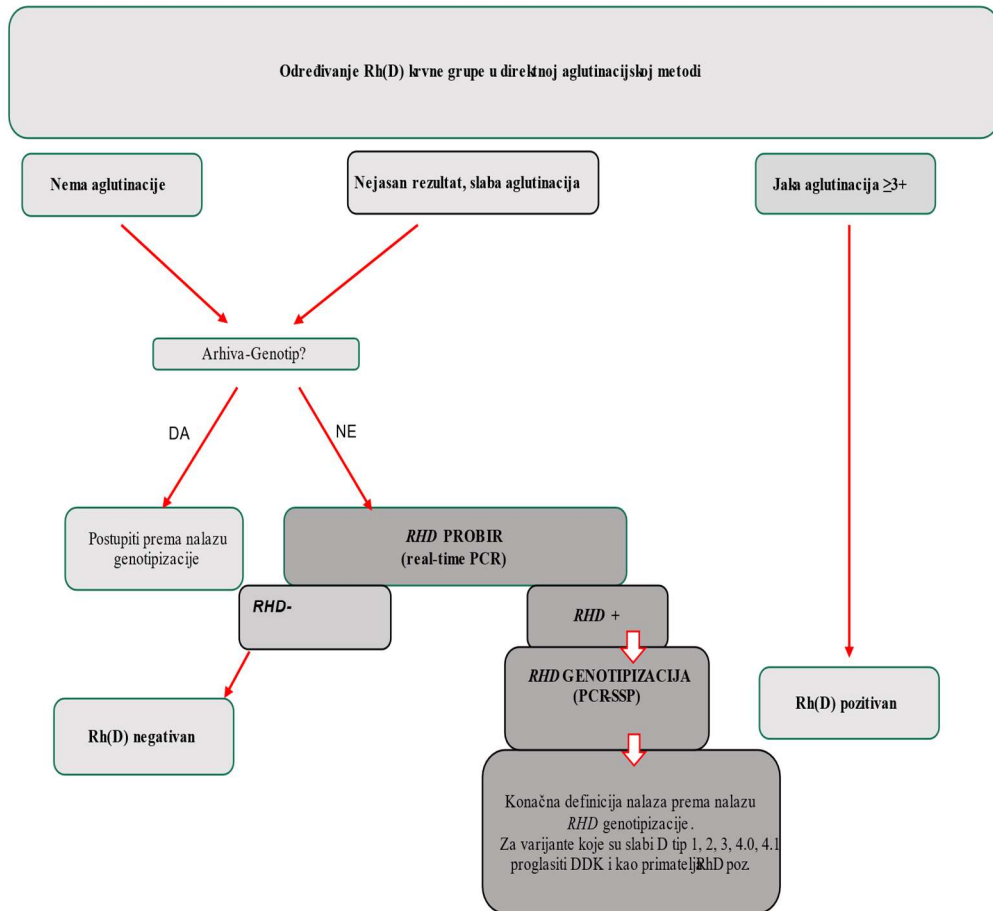 Određivanje Rh(D) krvne grupe u direktnoj aglutinacijskoj metodi
Nema aglutinacije
Nejasan rezultat, slaba aglutinacija
Jaka aglutinacija ≥3+
Arhiva-Genotip?
DA
NE
Postupiti prema nalazu
genotipizacije
RHD PROBIR
(real-time PCR)
RHD-
RHD +
RHD GENOTIPIZACIJA
(PCR-SSP)
Rh(D) negativan
Rh(D) pozitivan
Konačna definicija nalaza prema nalazu
RHD genotipizacije.
Za varijante koje su slabi D tip 1, 2, 3, 4.0, 4.1
proglasiti DDK i kao primatelja RhD poz.